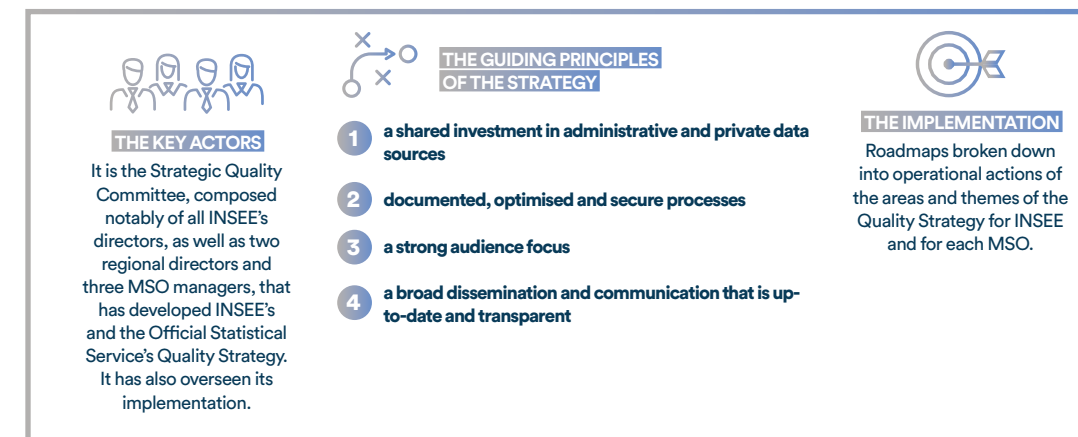 THE KEY ACTORS
It is the Strategic Quality
Committee, composed
notably of all INSEE’s
directors, as well as two
regional directors and
three MSO managers, that
has developed INSEE’s
and the Official Statistical
Service’s Quality Strategy.
It has also overseen its
implementation.
THE GUIDING PRINCIPLES
OF THE STRATEGY
1 a shared investment in administrative and private data
sources
2 documented, optimised and secure processes
3 a strong audience focus
4 a broad dissemination and communication that is up-
to-date and transparent
THE IMPLEMENTATION
Roadmaps broken down
into operational actions of
the areas and themes of the
Quality Strategy for INSEE
and for each MSO.